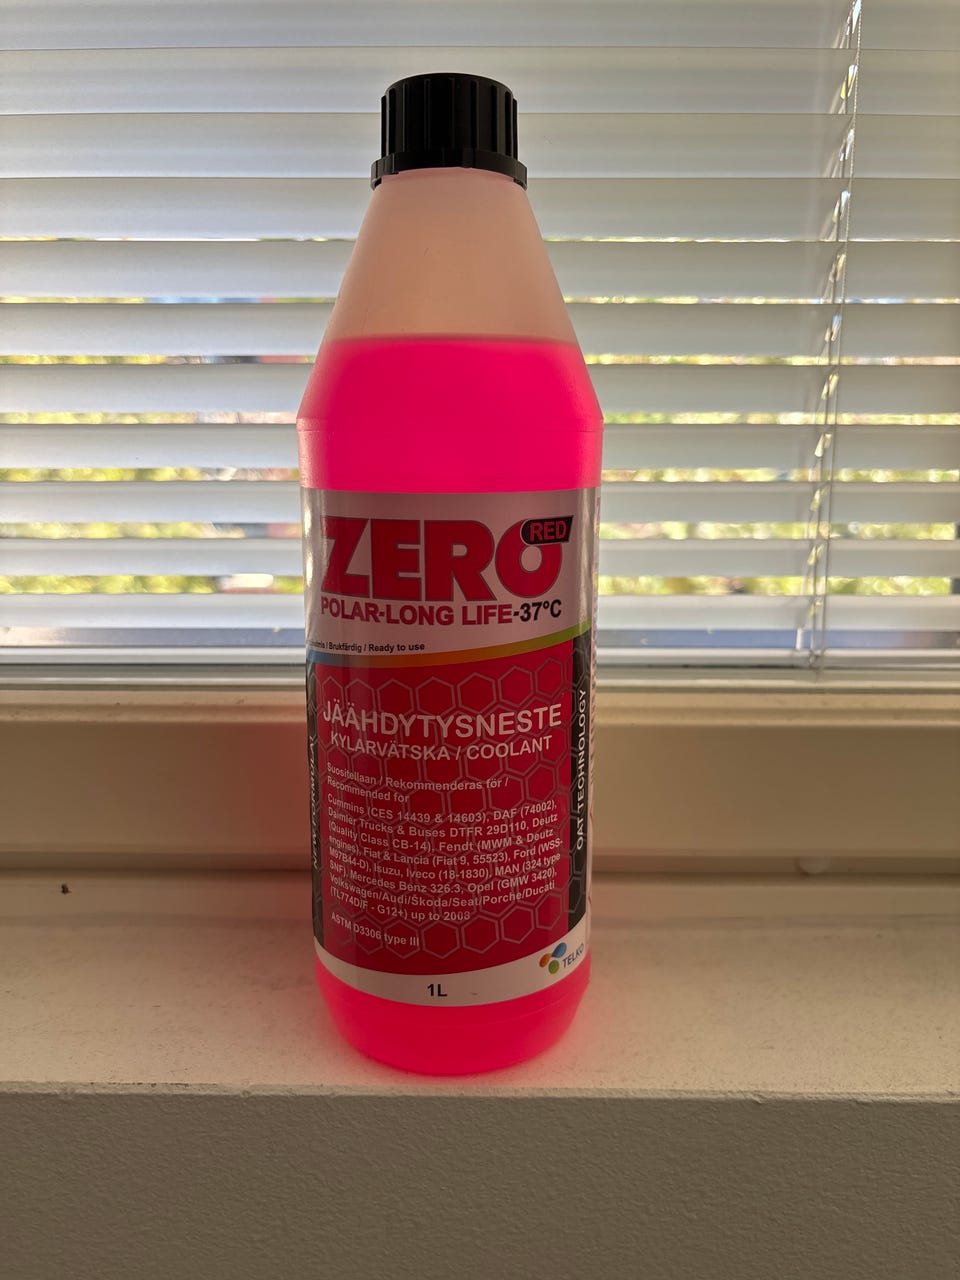 ZERO RED
POLAR-LONG LIFE-37°C
/ Brukfärdig / Ready to use
JÄÄHDYTYSNESTE
KYLARVÄTSKA / COOLANT
Suositellaan / Rekommenderas för /
Recommended for
Cummins (CES 14439 & 14603), DAF (74002),
Daimler Trucks & Buses DTFR 29D110, Deutz
(Quality Class CB-14), Fendt (MWM & Deutz
engines), Fiat & Lancia (Fiat 9, 55523), Ford (WSS-
M97B44-D), Isuzu, Iveco (18-1830), MAN (324 type
SNF), Mercedes Benz 326.3, Opel (GMW 3420),
Volkswagen/Audi/Škoda/Seat/Porche/Ducati
(TL774D/F - G12+) up to 2008
ASTM D3306 type III
NEW FORMULA!
OAT TECHNOLOGY
TELKO
1L